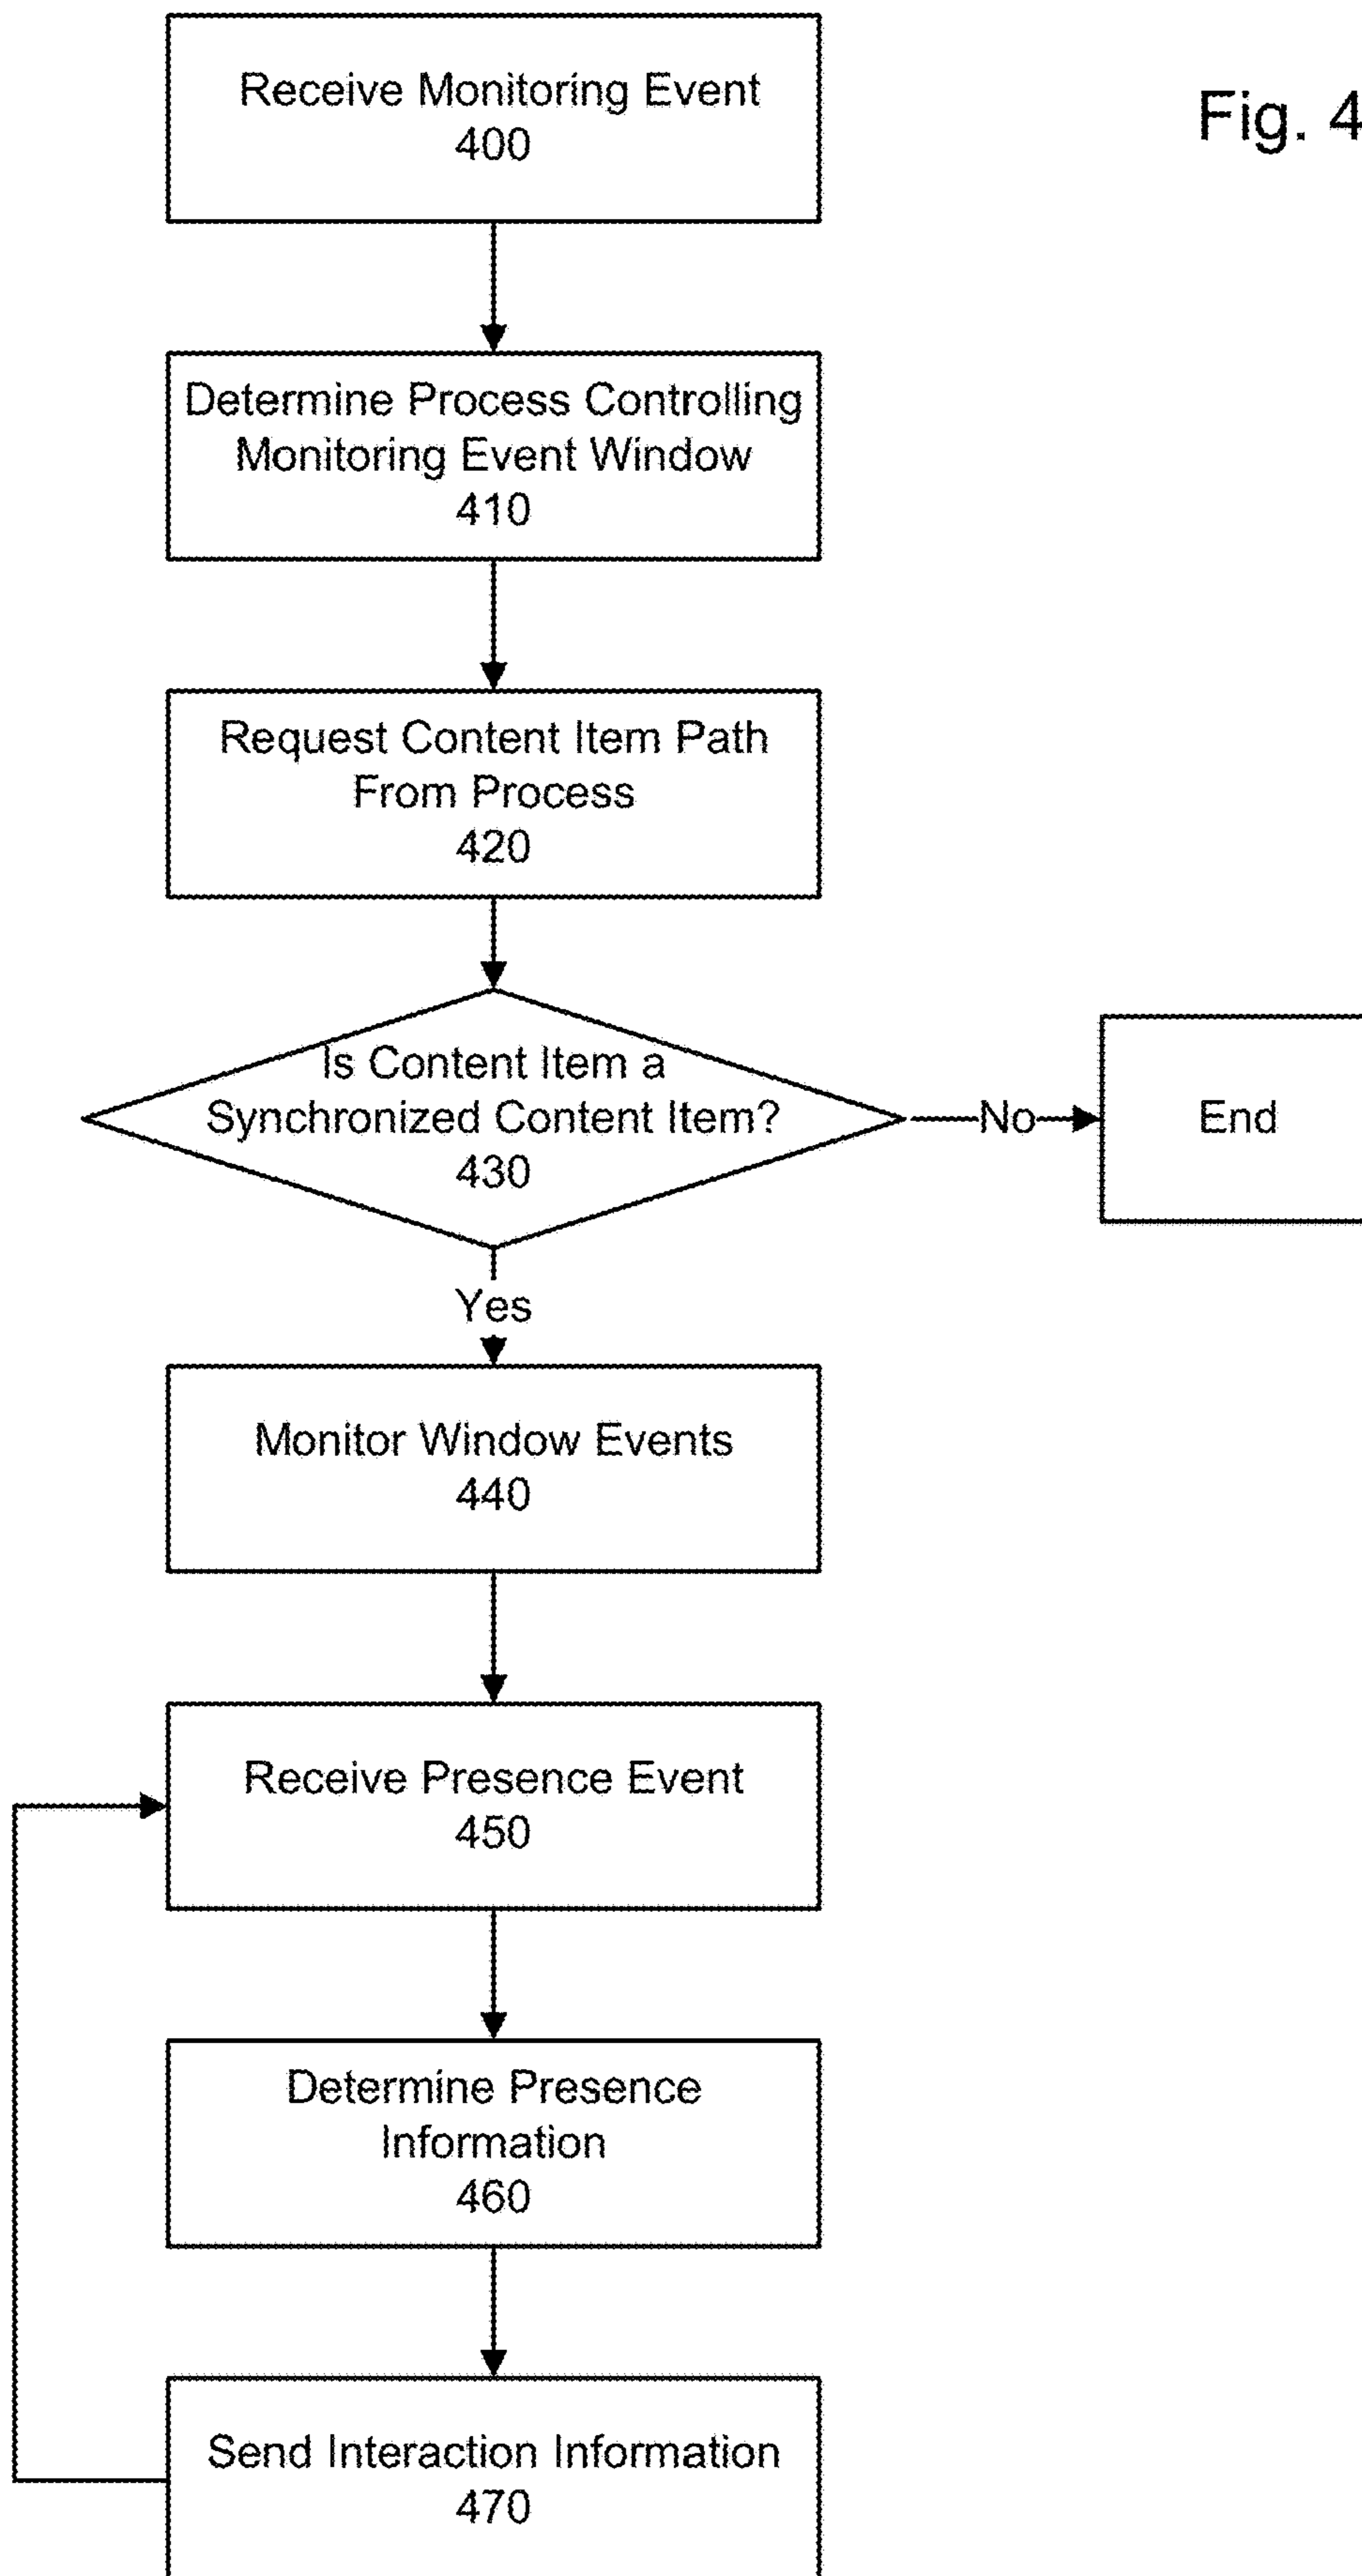 Fig. 4
Receive Monitoring Event
400
Determine Process Controlling
Monitoring Event Window
410
Request Content Item Path
From Process
420
Is Content Item a
Synchronized Content Item?
430
No
End
Yes
Monitor Window Events
440
Receive Presence Event
450
Determine Presence
Information
460
Send Interaction Information
470